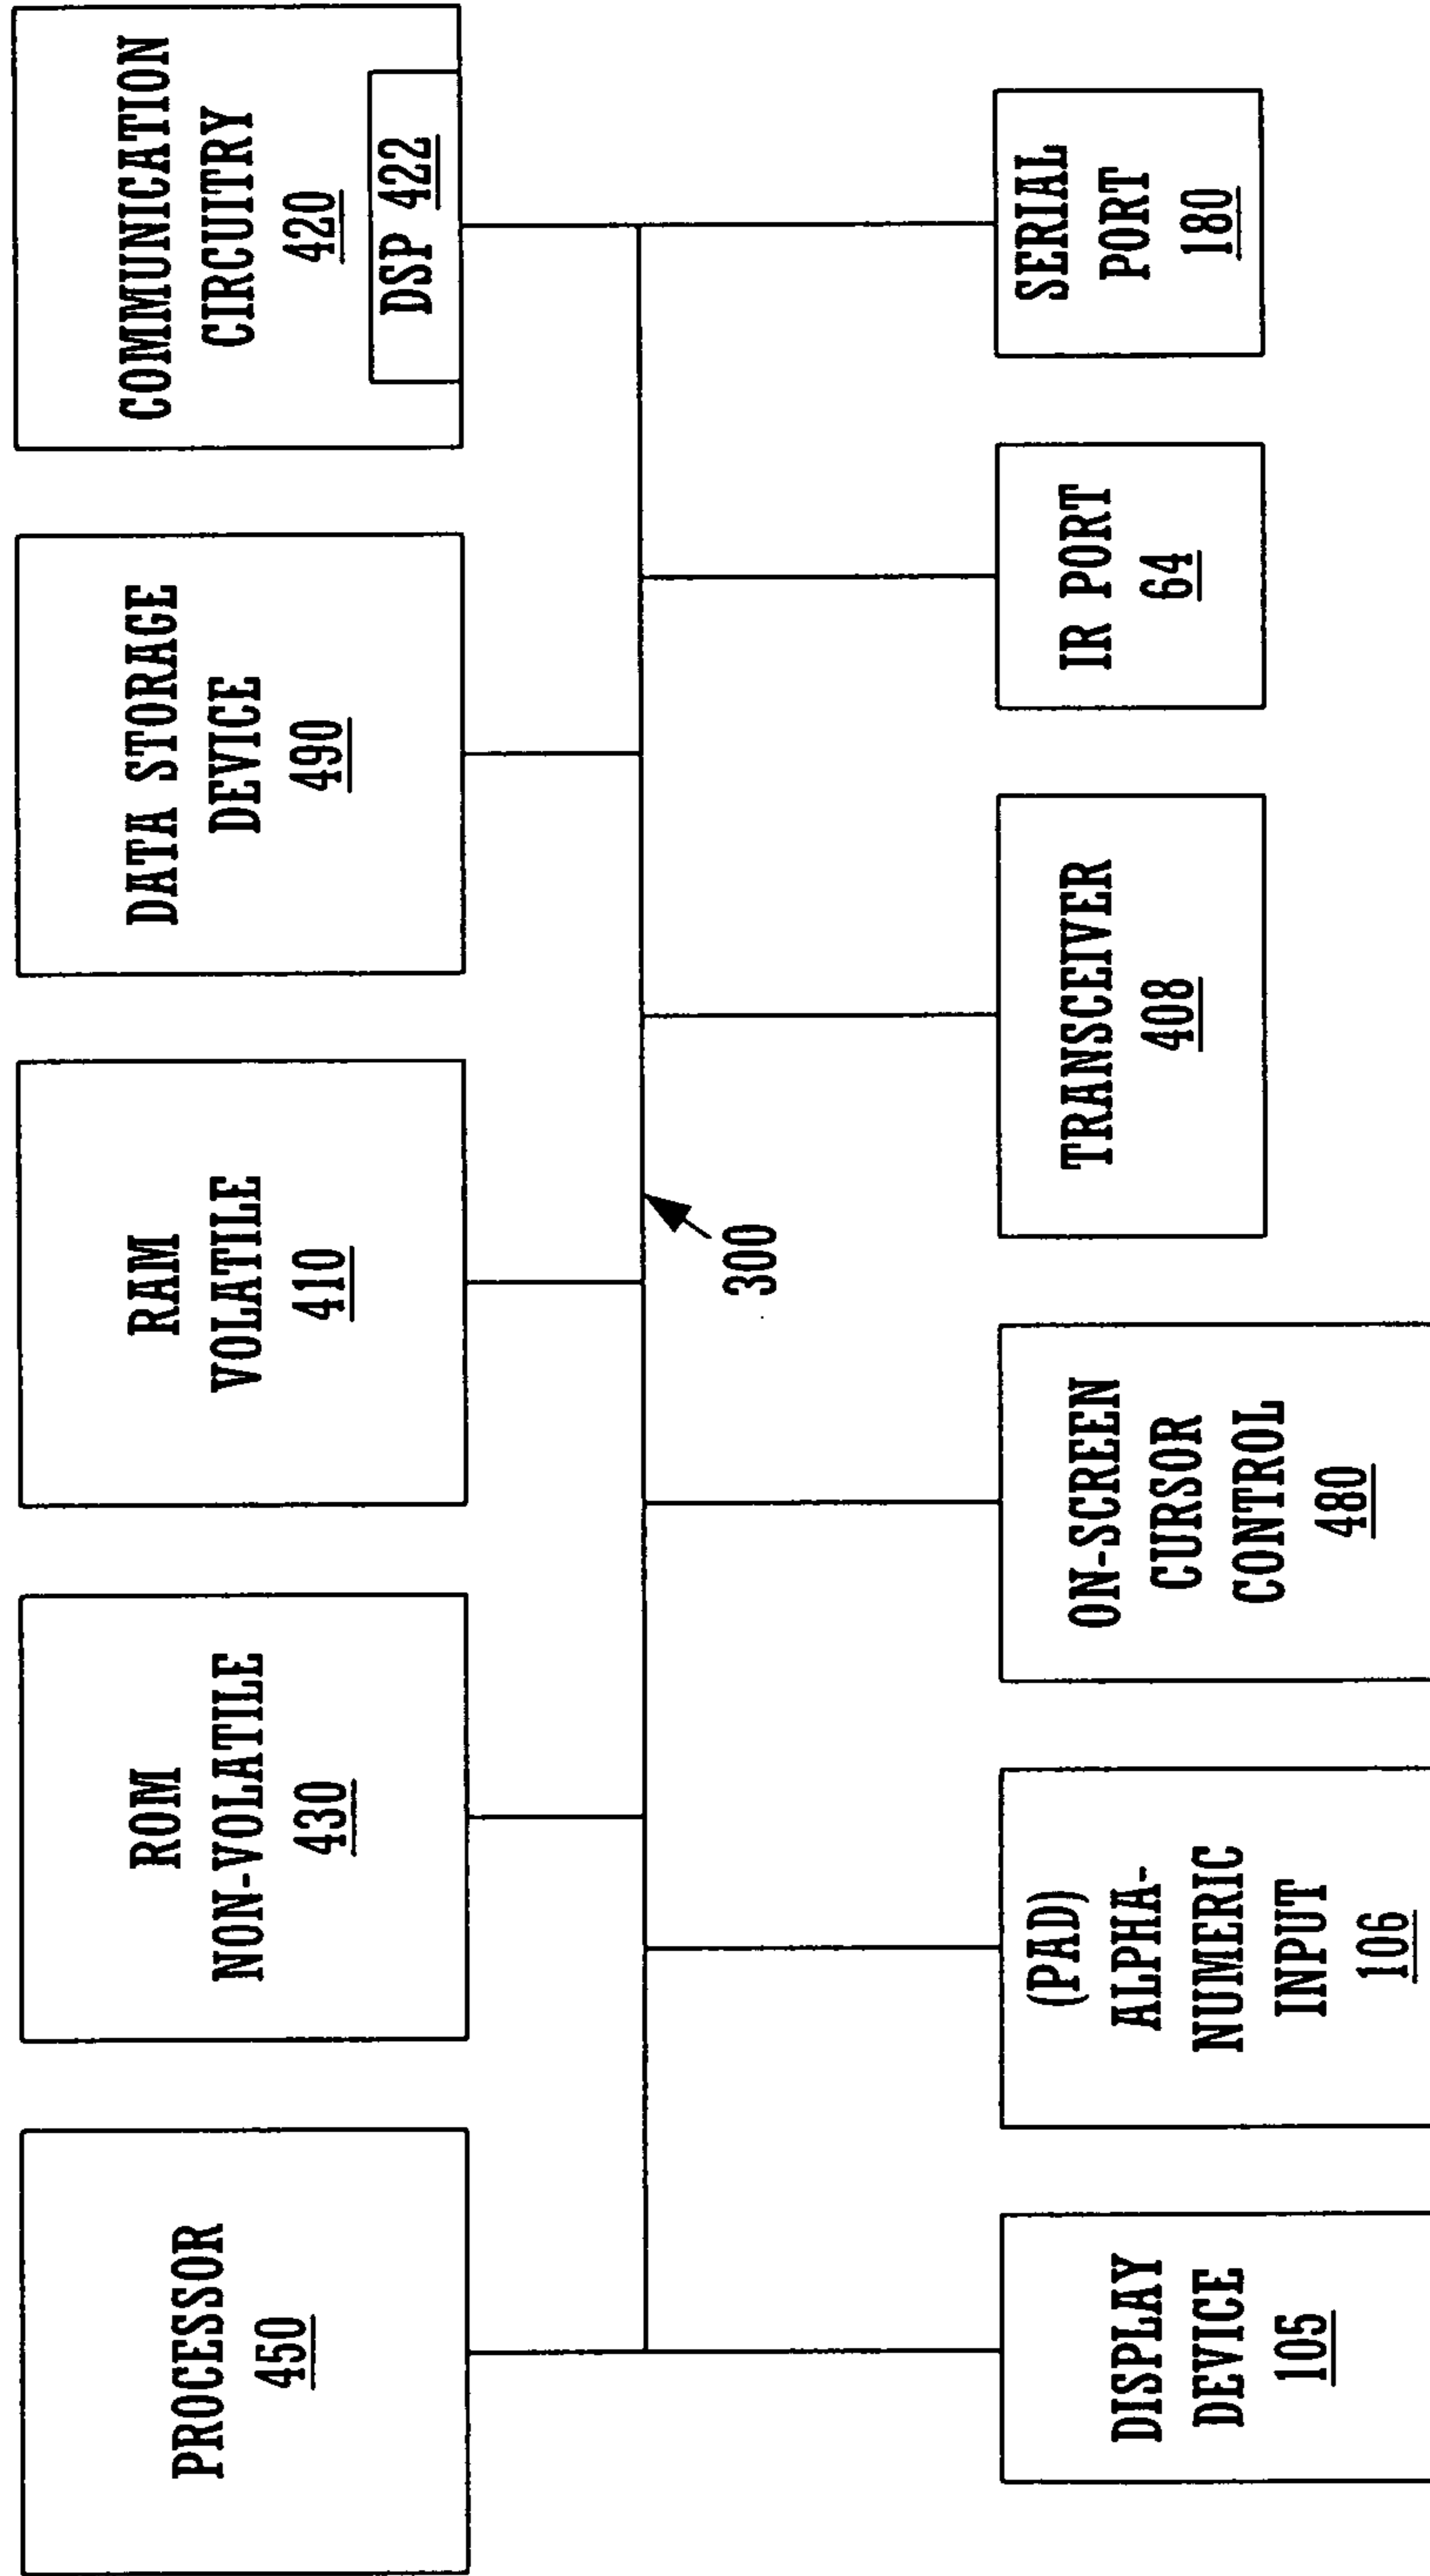 PROCESSOR
450
ROM
NON-VOLATILE
430
RAM
VOLATILE
410
DATA STORAGE
DEVICE
490
COMMUNICATION
CIRCUITRY
420
DSP 422
300
DISPLAY
DEVICE
105
(PAD)
ALPHA-
NUMERIC
INPUT
106
ON-SCREEN
CURSOR
CONTROL
480
TRANSCEIVER
408
IR PORT
64
SERIAL
PORT
180